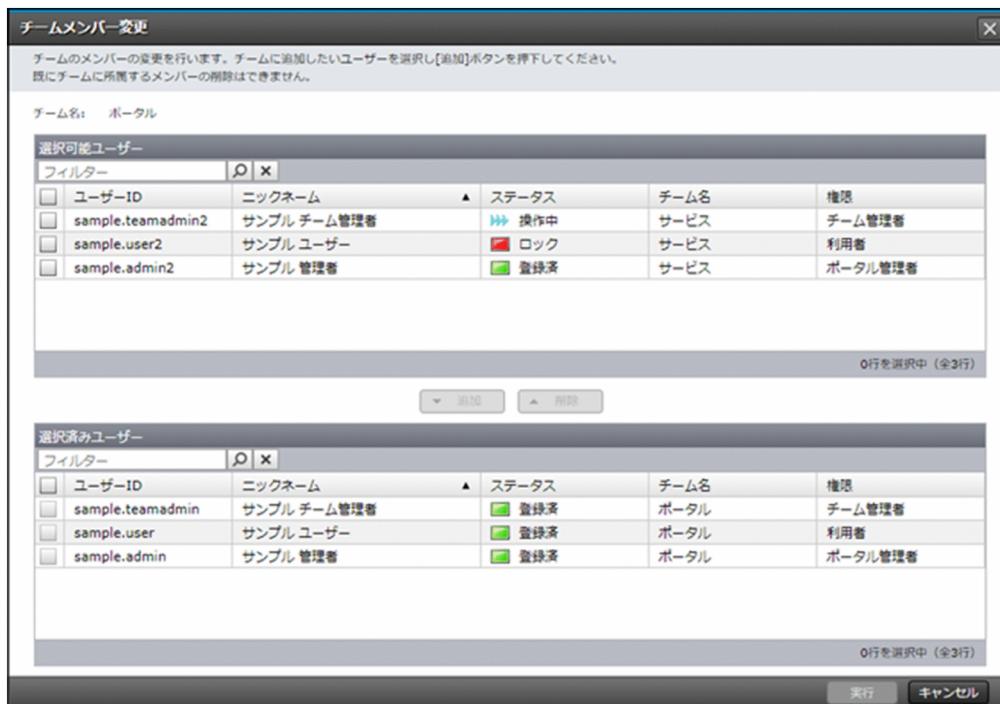 チームメンバー変更
チームのメンバーの変更を行います。チームに追加したいユーザーを選択し[追加]ボタンを押下してください。
既にチームに所属するメンバーの削除はできません。
チーム名: ポータル
選択可能ユーザー
フィルター
ユーザーID ニックネーム ▲ ステータス チーム名 権限
sample.teamadmin2 サンプル チーム管理者 操作中 サービス チーム管理者
sample.user2 サンプル ユーザー ロック サービス 利用者
sample.admin2 サンプル 管理者 登録済 サービス ポータル管理者
0行を選択中（全3行）
▼ 追加 ▲ 削除
選択済みユーザー
フィルター
ユーザーID ニックネーム ▲ ステータス チーム名 権限
sample.teamadmin サンプル チーム管理者 登録済 ポータル チーム管理者
sample.user サンプル ユーザー 登録済 ポータル 利用者
sample.admin サンプル 管理者 登録済 ポータル ポータル管理者
0行を選択中（全3行）
実行 キャンセル